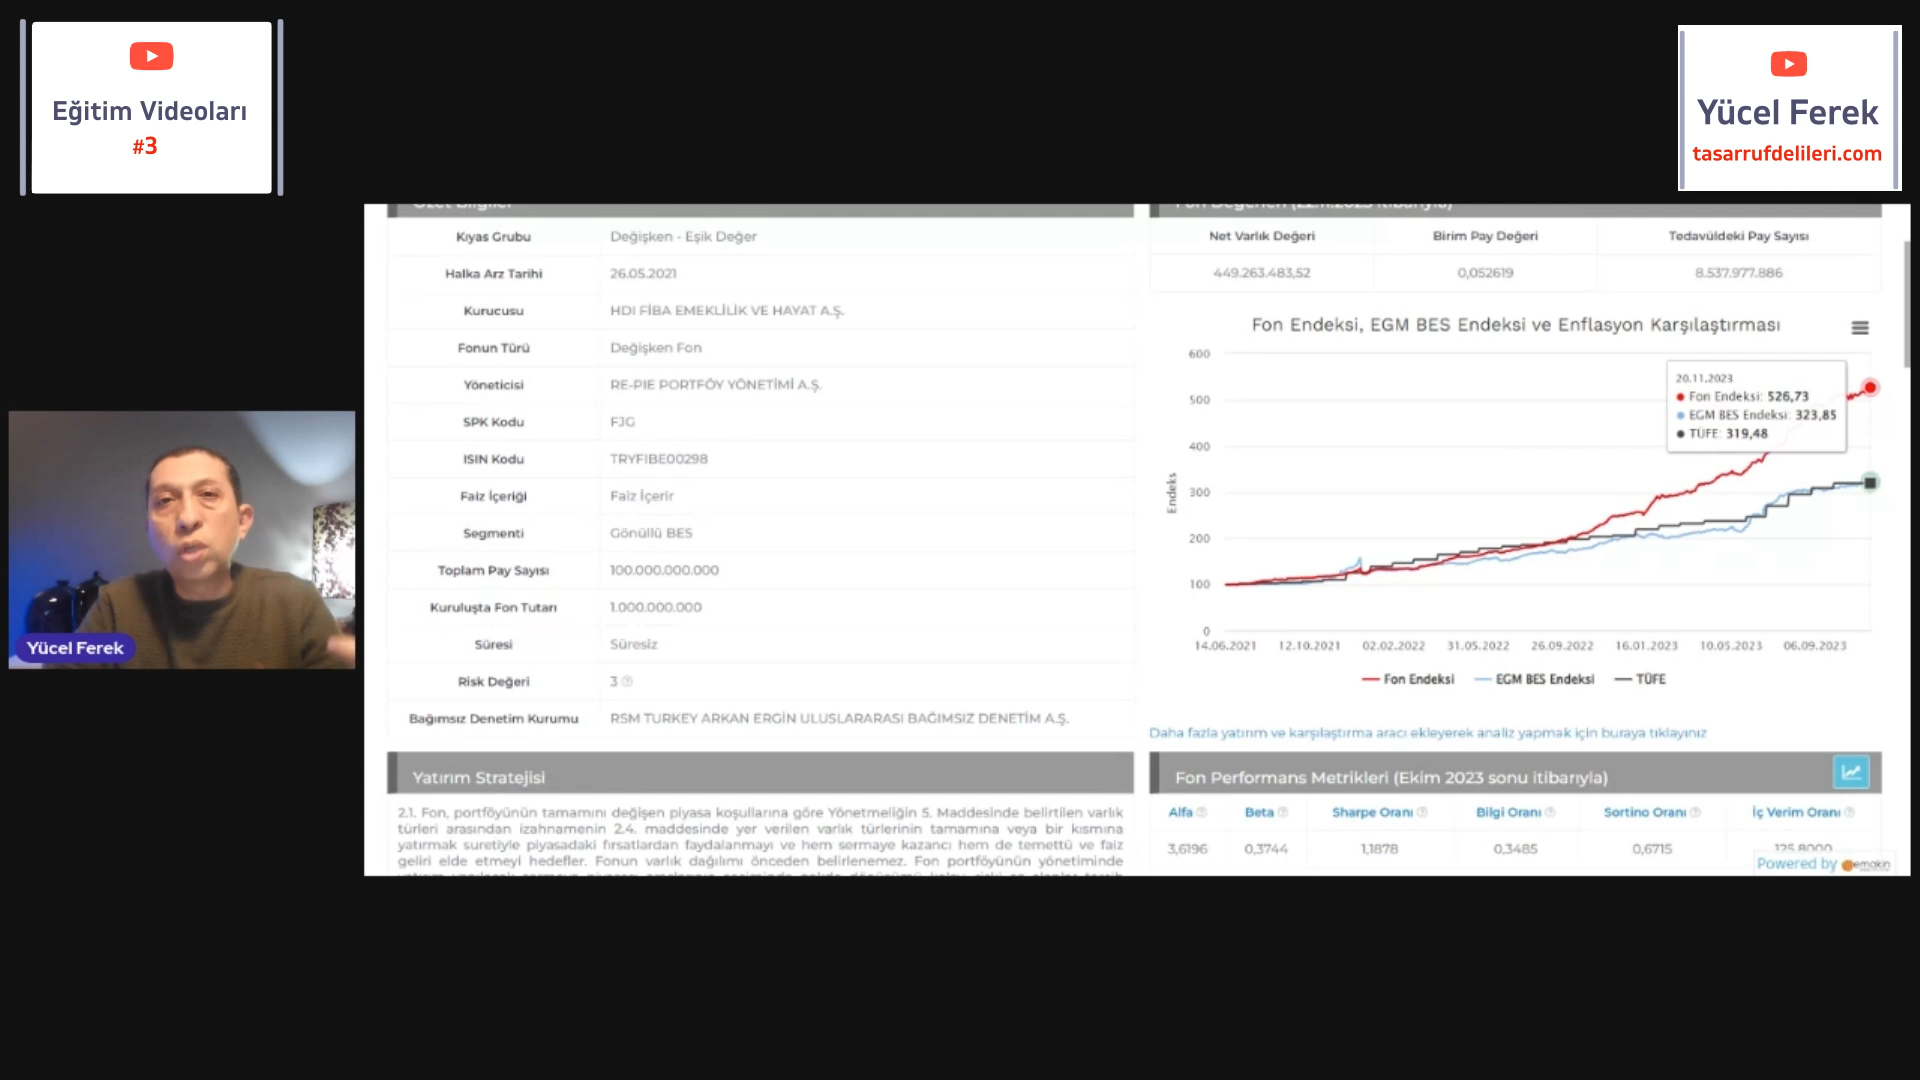 Eğitim Videoları
#3
Yücel Ferek
tasarrufdelileri.com
Yücel Ferek
Özet Bilgiler
Kıyas Grubu Değişken - Eşik Değer
Halka Arz Tarihi 26.05.2021
Kurucusu HDI FİBA EMEKLİLİK VE HAYAT A.Ş.
Fonun Türü Değişken Fon
Yöneticisi RE-PIE PORTFÖY YÖNETİMİ A.Ş.
SPK Kodu FJG
ISIN Kodu TRYFIBE00298
Faiz İçeriği Faiz İçerir
Segmenti Gönüllü BES
Toplam Pay Sayısı 100.000.000.000
Kuruluşta Fon Tutarı 1.000.000.000
Süresi Süresiz
Risk Değeri 3
Bağımsız Denetim Kurumu RSM TURKEY ARKAN ERGİN ULUSLARARASI BAĞIMSIZ DENETİM A.Ş.
Yatırım Stratejisi
2.1. Fon, portföyünün tamamını değişen piyasa koşullarına göre Yönetmeliğin 5. Maddesinde belirtilen varlık
türleri arasından izahnamenin 2.4. maddesinde yer verilen varlık türlerinin tamamına veya bir kısmına
yatırmak suretiyle piyasadaki fırsatlardan faydalanmayı ve hem sermaye kazancı hem de temettü ve faiz
geliri elde etmeyi hedefler. Fonun varlık dağılımı önceden belirlenemez. Fon portföyünün yönetiminde
Fon Değerleri (22.11.2023 itibarıyla)
Net Varlık Değeri Birim Pay Değeri Tedavüldeki Pay Sayısı
449.263.483,52 0,052619 8.537.977.886
Fon Endeksi, EGM BES Endeksi ve Enflasyon Karşılaştırması
600
500
400
300
200
100
0
Endeks
20.11.2023
Fon Endeksi: 526,73
EGM BES Endeksi: 323,85
TÜFE: 319,48
14.06.2021 12.10.2021 02.02.2022 31.05.2022 26.09.2022 16.01.2023 10.05.2023 06.09.2023
Fon Endeksi EGM BES Endeksi TÜFE
Daha fazla yatırım ve karşılaştırma aracı ekleyerek analiz yapmak için buraya tıklayınız
Fon Performans Metrikleri (Ekim 2023 sonu itibarıyla)
Alfa Beta Sharpe Oranı Bilgi Oranı Sortino Oranı İç Verim Oranı
3,6196 0,3744 1,1878 0,3485 0,6715 125,8000
Powered by emakin